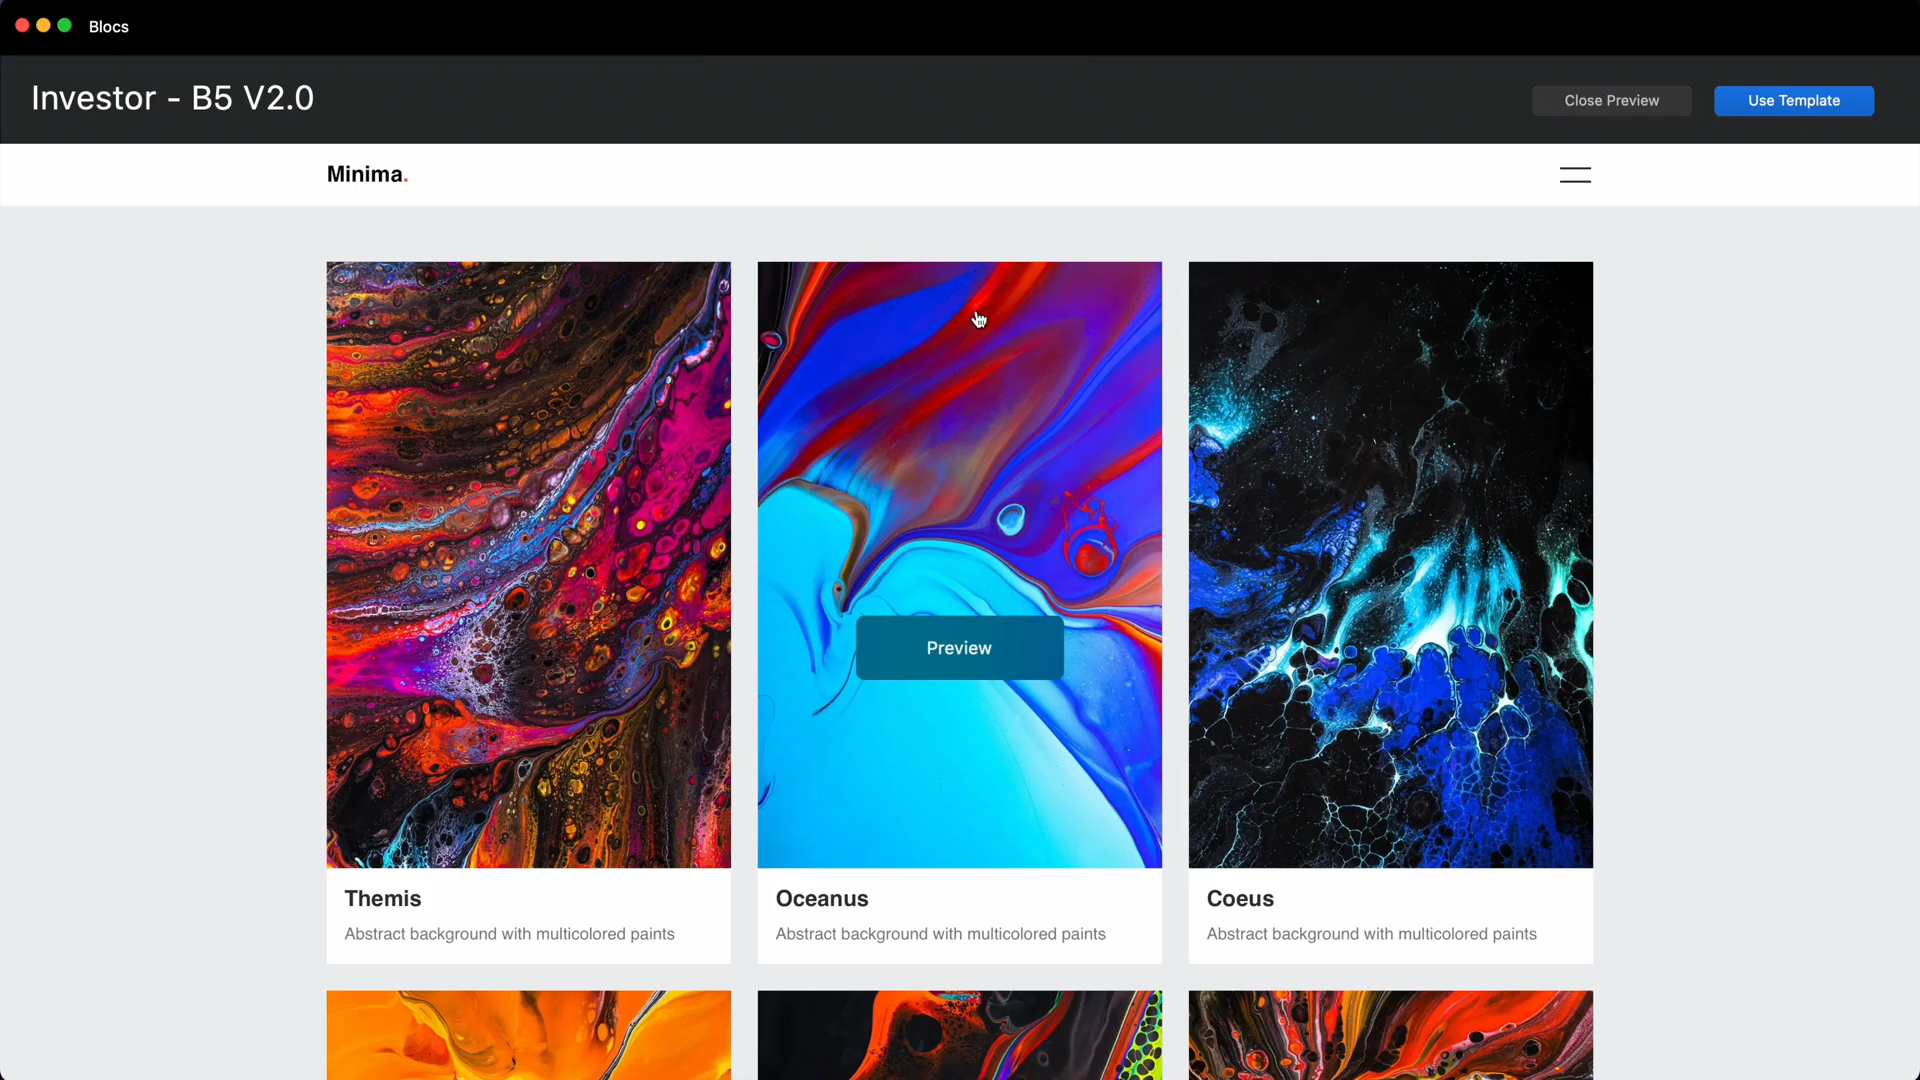 Blocs
Investor - B5 V2.0
Close Preview
Use Template
Minima.
Preview
Themis
Abstract background with multicolored paints
Oceanus
Abstract background with multicolored paints
Coeus
Abstract background with multicolored paints